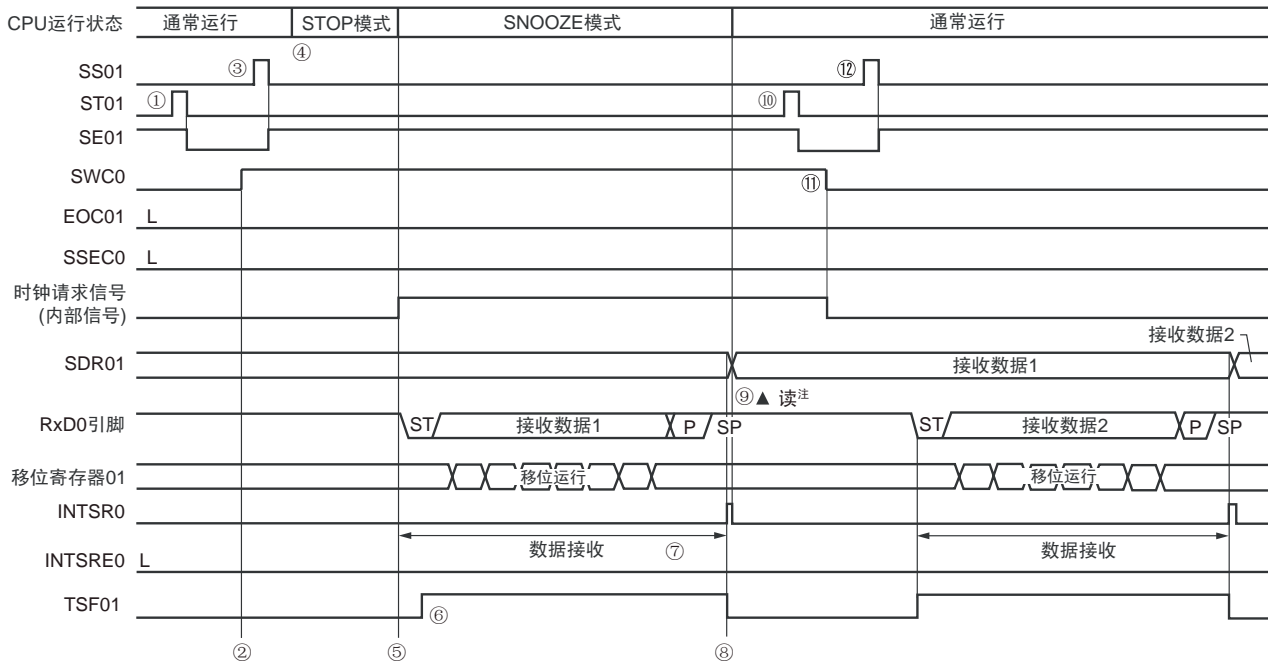 CPU运行状态 通常运行 STOP模式 SNOOZE模式 通常运行
④
SS01 ③ ⑫
ST01 ① ⑩
SE01
SWC0 ⑪
EOC01 L
SSEC0 L
时钟请求信号
(内部信号)
接收数据2
SDR01 接收数据1
⑨▲ 读注
RxD0引脚 ST 接收数据1 P SP ST 接收数据2 P SP
移位寄存器01 移位运行 移位运行
INTSR0
数据接收 ⑦ 数据接收
INTSRE0 L
TSF01 ⑥
② ⑤ ⑧